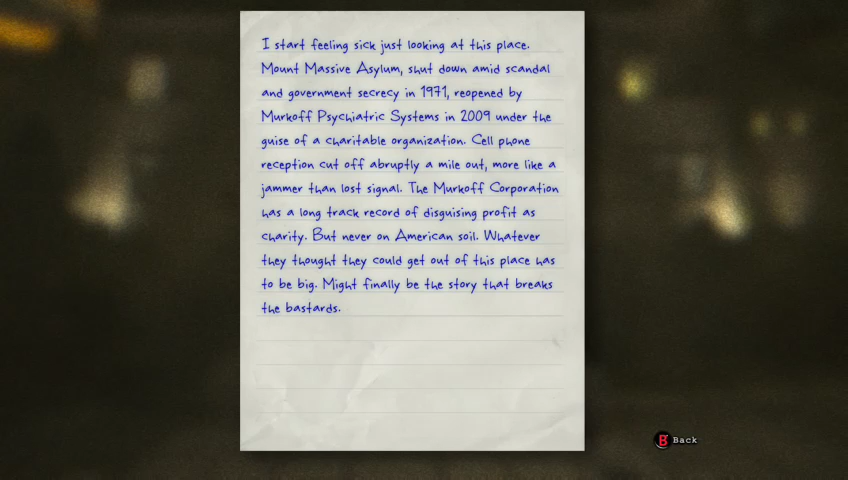 I start feeling sick just looking at this place.
Mount Massive Asylum, shut down amid scandal
and government secrecy in 1971, reopened by
Murkoff Psychiatric Systems in 2009 under the
guise of a charitable organization. Cell phone
reception cut off abruptly a mile out, more like a
jammer than lost signal. The Murkoff Corporation
has a long track record of disguising profit as
charity. But never on American soil. Whatever
they thought they could get out of this place has
to be big. Might finally be the story that breaks
the bastards.
B Back